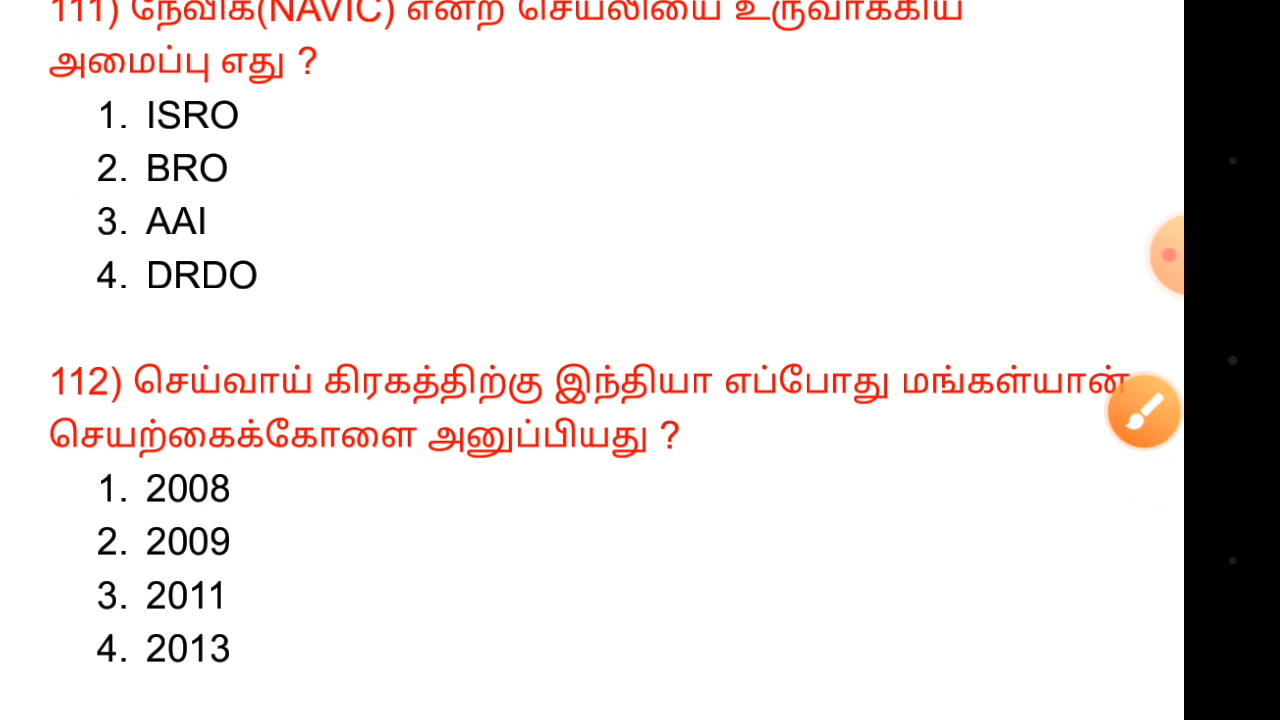 111) நேவிக்(NAVIC) என்ற செயலியை உருவாக்கிய
அமைப்பு எது ?
1. ISRO
2. BRO
3. AAI
4. DRDO
112) செய்வாய் கிரகத்திற்கு இந்தியா எப்போது மங்கள்யான்
செயற்கைக்கோளை அனுப்பியது ?
1. 2008
2. 2009
3. 2011
4. 2013